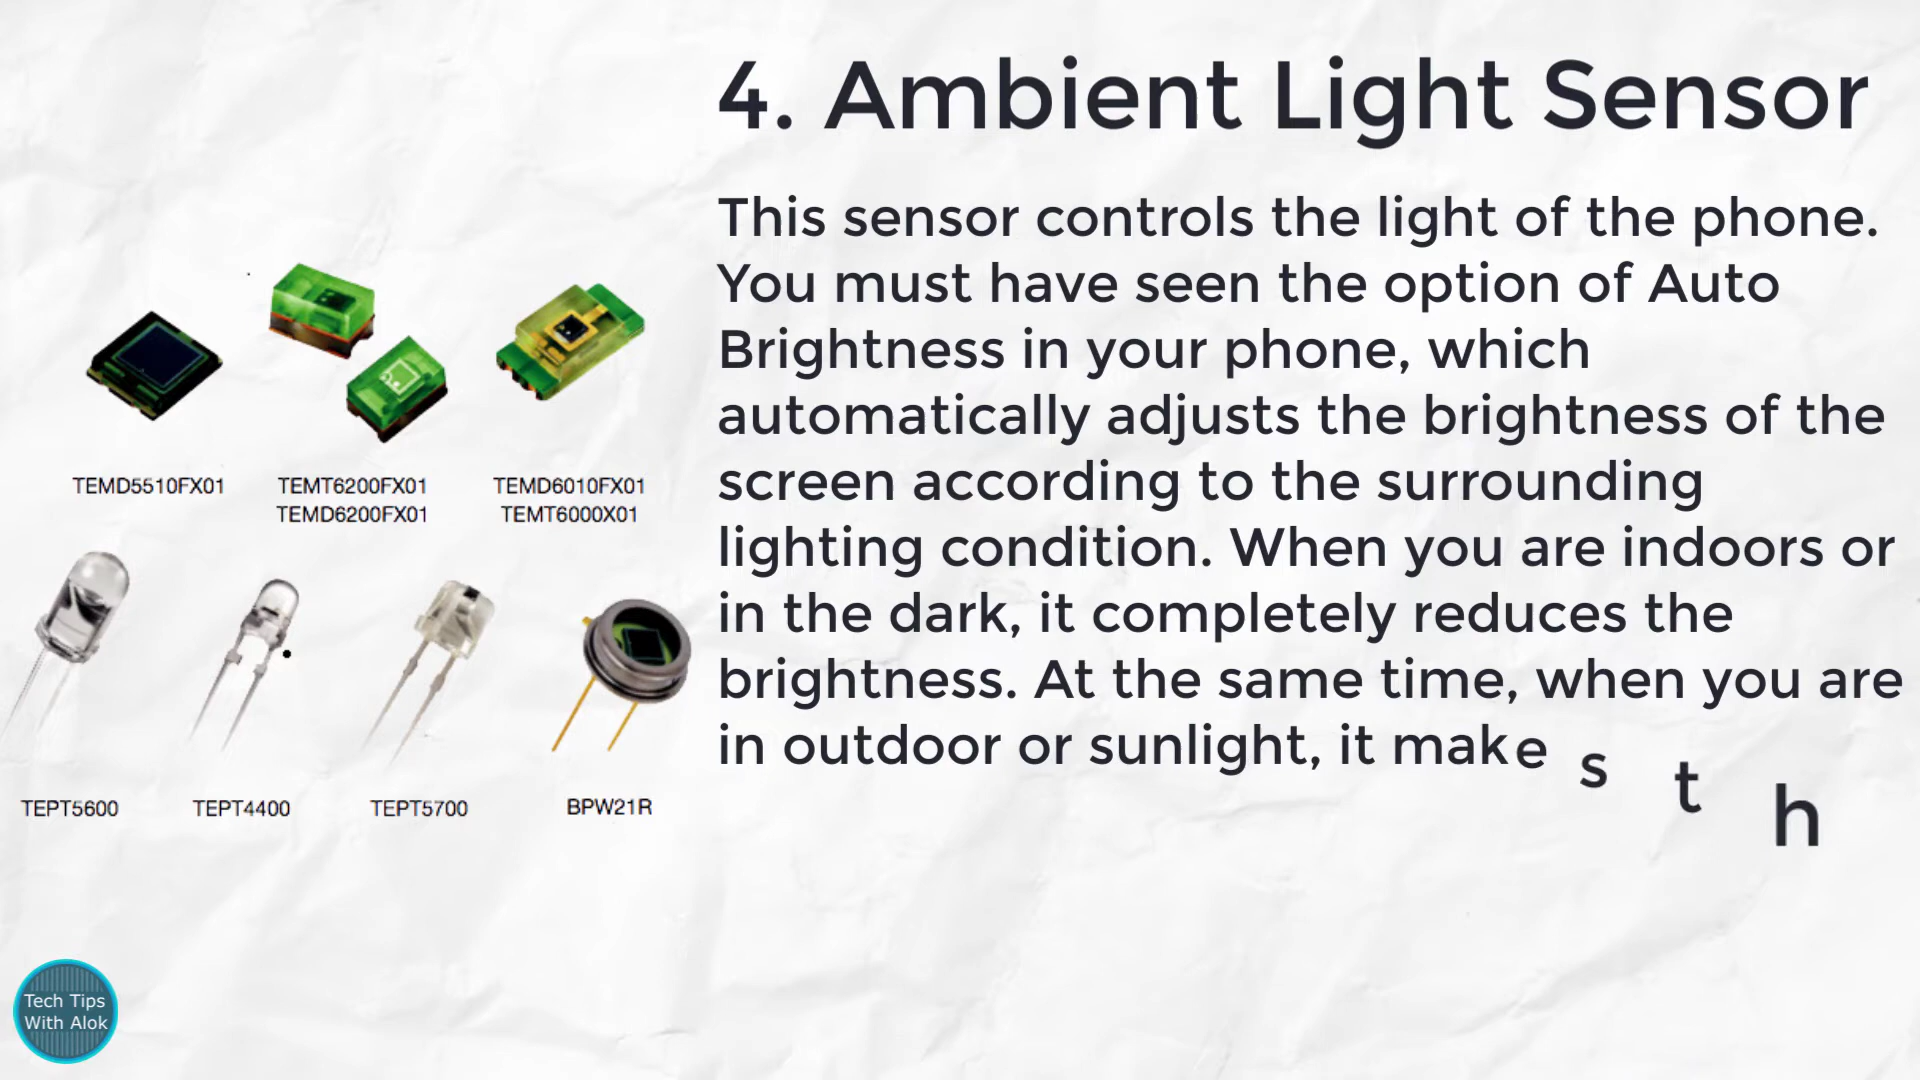 4. Ambient Light Sensor
This sensor controls the light of the phone.
You must have seen the option of Auto
Brightness in your phone, which
automatically adjusts the brightness of the
screen according to the surrounding
lighting condition. When you are indoors or
in the dark, it completely reduces the
brightness. At the same time, when you are
in outdoor or sunlight, it makes th
TEMD5510FX01
TEMT6200FX01
TEMD6200FX01
TEMD6010FX01
TEMT6000X01
TEPT5600
TEPT4400
TEPT5700
BPW21R
Tech Tips
With Alok